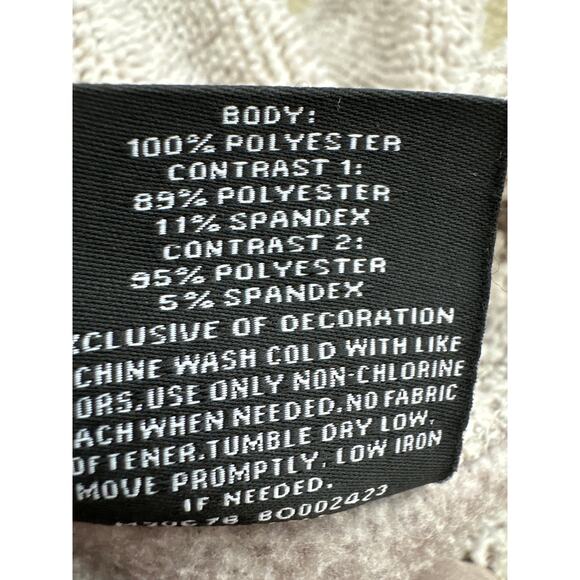 BODY:
100% POLYESTER
CONTRAST 1:
89% POLYESTER
11% SPANDEX
CONTRAST 2:
95% POLYESTER
5% SPANDEX
XCLUSIVE OF DECORATION
CHINE WASH COLD WITH LIKE
ORS.USE ONLY NON-CHLORINE
ACH WHEN NEEDED.NO FABRIC
OFTENER.TUMBLE DRY LOW.
MOVE PROMPTLY. LOW IRON
IF NEEDED.
80002423